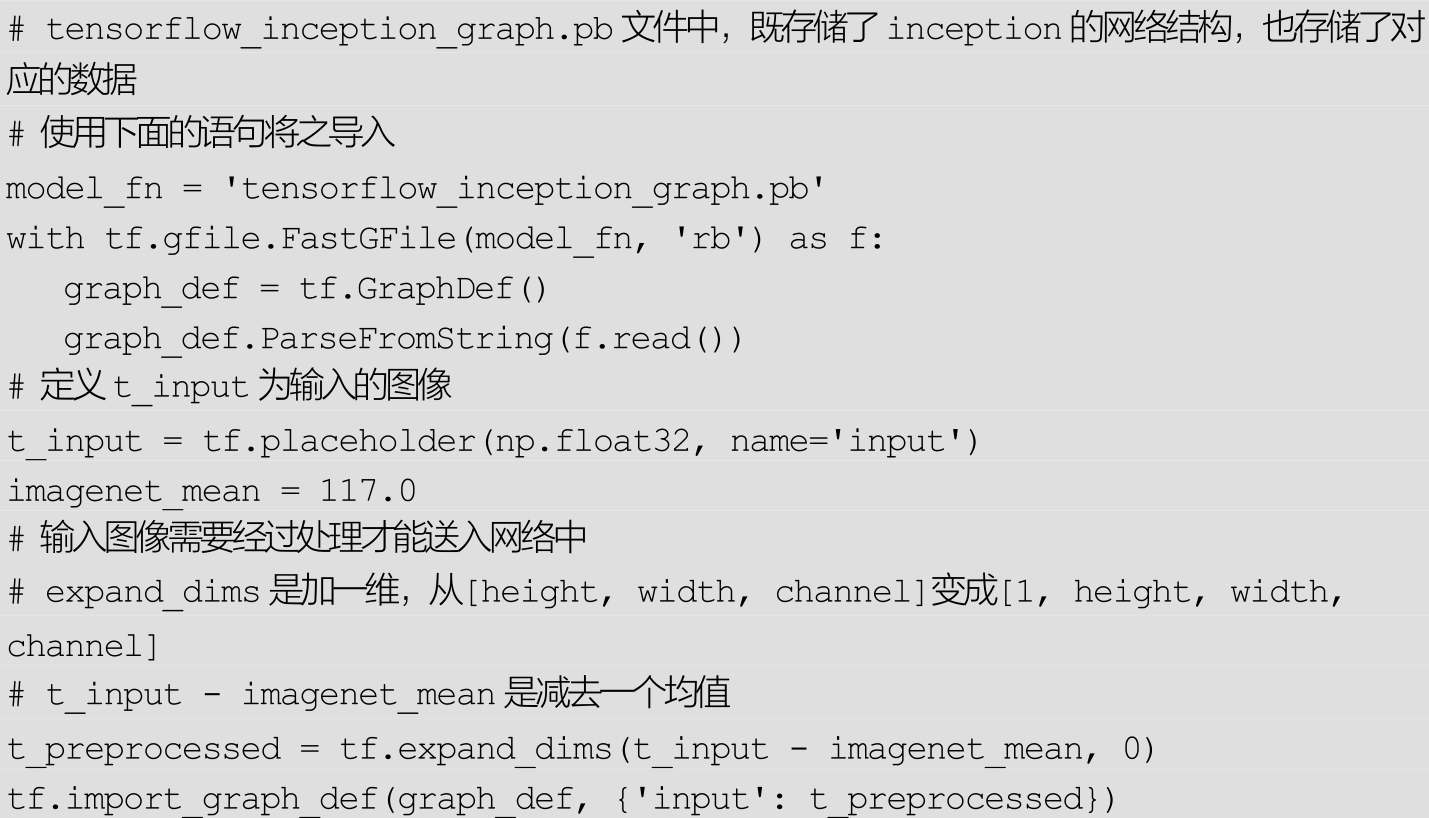 # tensorflow_inception_graph.pb 文件中，既存储了 inception 的网络结构，也存储了对
应的数据
# 使用下面的语句将之导入
model_fn = 'tensorflow_inception_graph.pb'
with tf.gfile.FastGFile(model_fn, 'rb') as f:
   graph_def = tf.GraphDef()
   graph_def.ParseFromString(f.read())
# 定义 t_input 为输入的图像
t_input = tf.placeholder(np.float32, name='input')
imagenet_mean = 117.0
# 输入图像需要经过处理才能送入网络中
# expand_dims 是加一维，从[height, width, channel]变成[1, height, width,
channel]
# t_input - imagenet_mean 是减去一个均值
t_preprocessed = tf.expand_dims(t_input - imagenet_mean, 0)
tf.import_graph_def(graph_def, {'input': t_preprocessed})